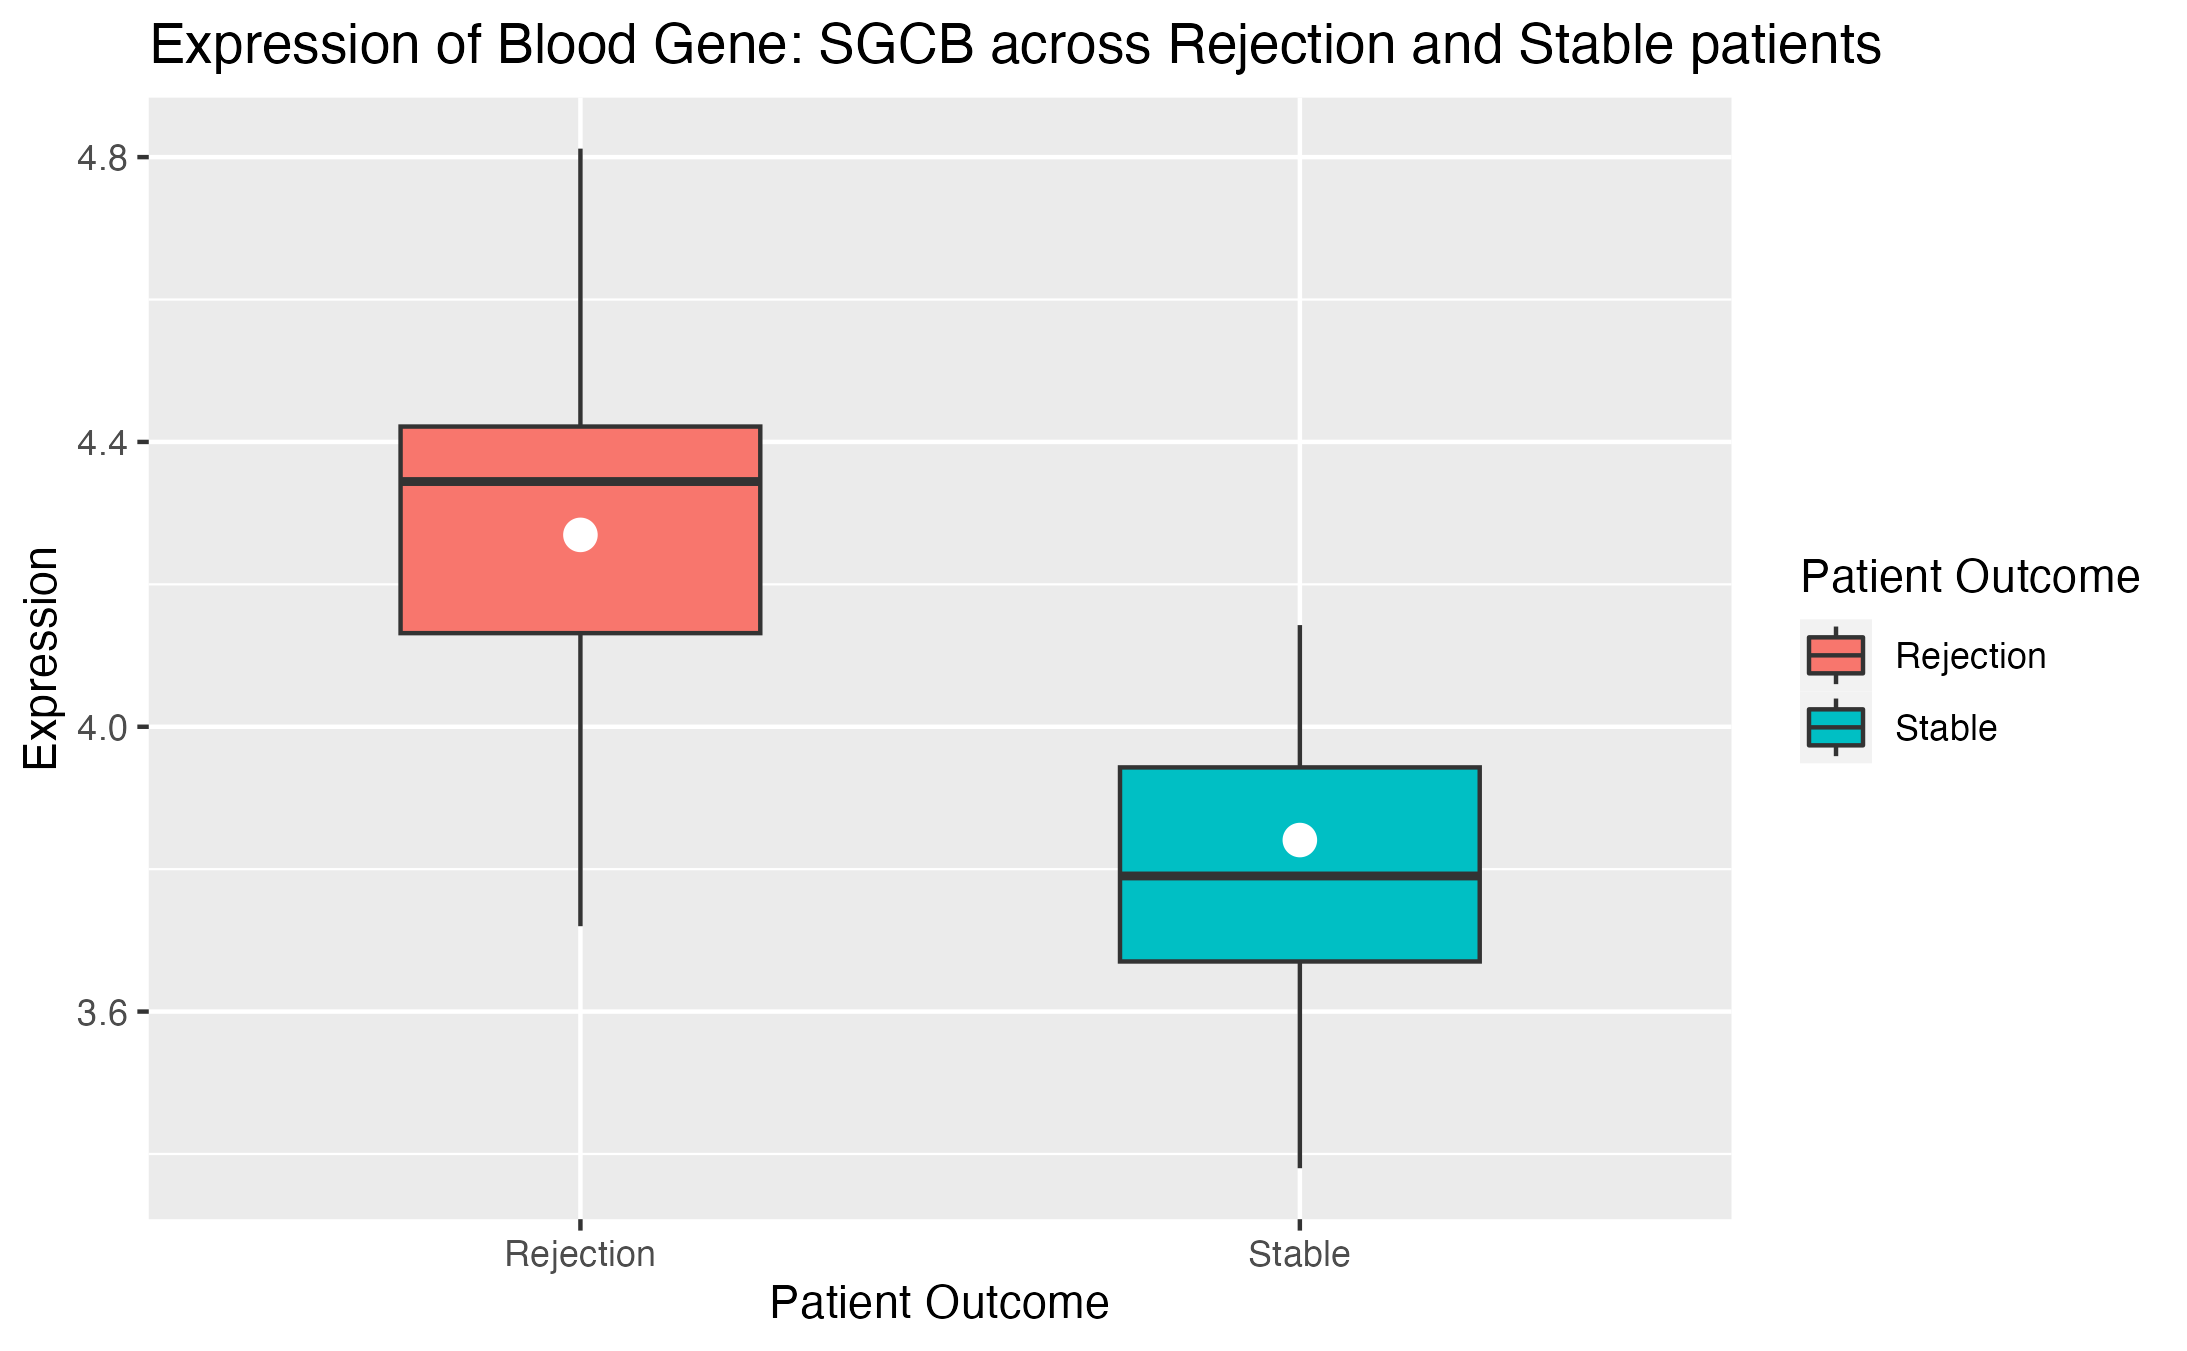 Expression of Blood Gene: SGCB across Rejection and Stable patients
4.8
4.4
4.0
3.6
Expression
Rejection
Stable
Patient Outcome
Patient Outcome
Rejection
Stable